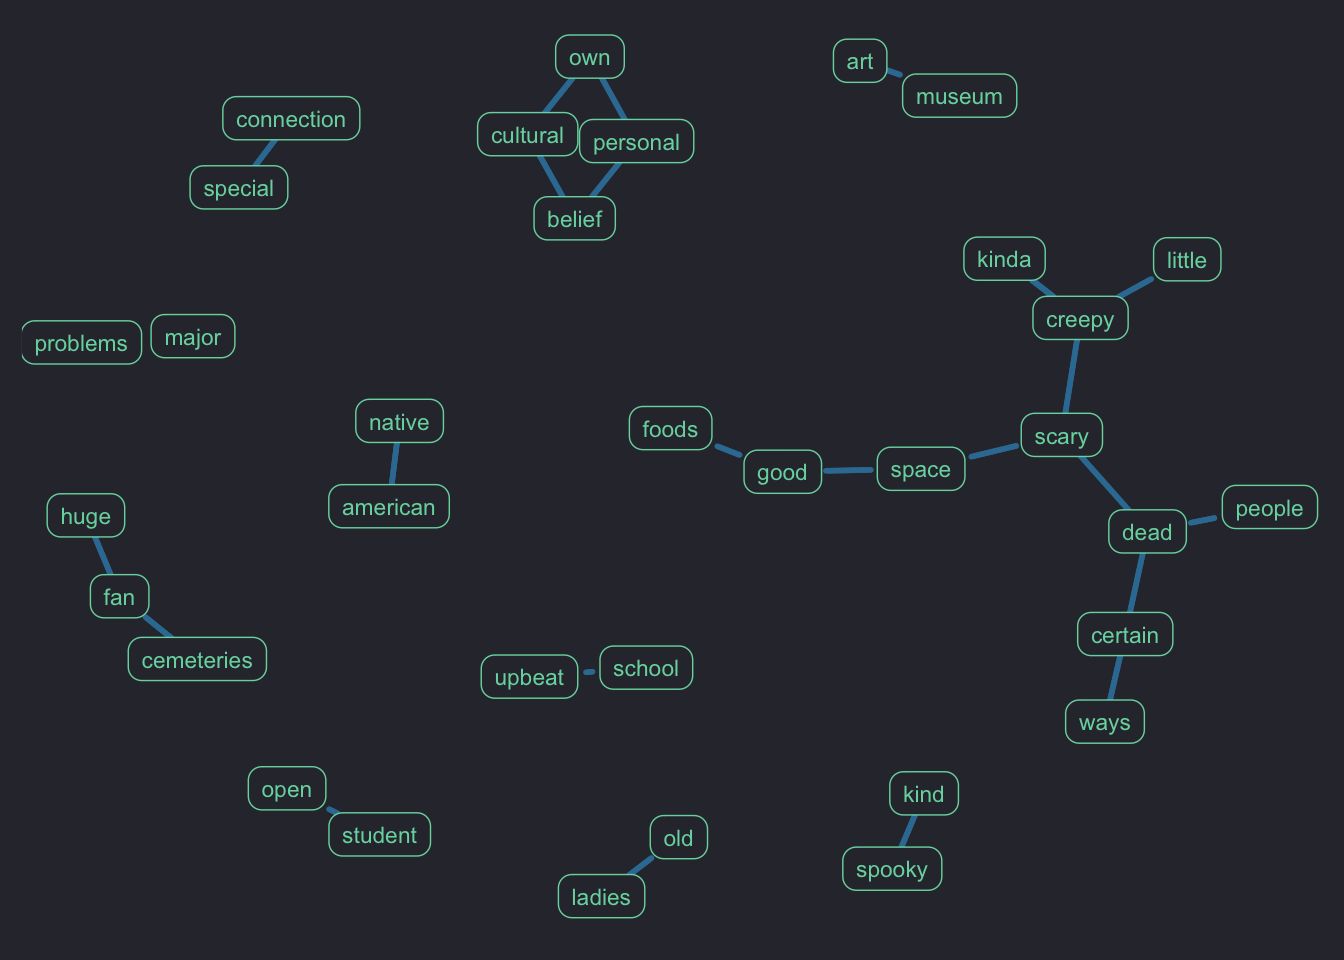 own
art
museum
connection
cultural
personal
special
belief
kinda
little
creepy
problems
major
native
foods
scary
good
space
american
huge
people
dead
fan
certain
cemeteries
upbeat
school
ways
open
kind
student
old
spooky
ladies